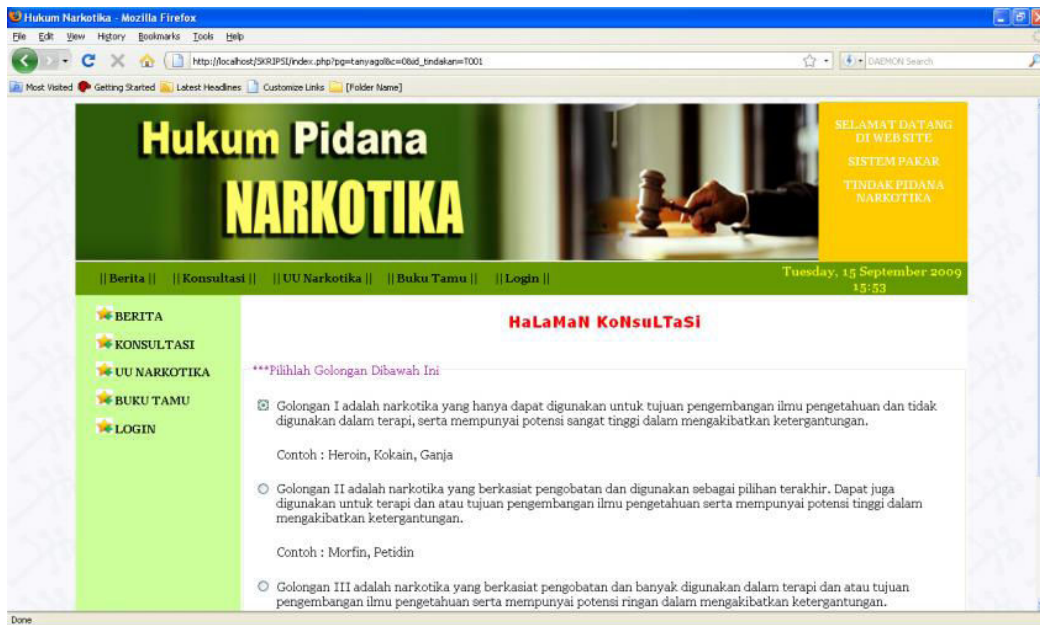 Hukum Narkotika - Mozilla Firefox
File Edit View History Bookmarks Tools Help
http://localhost/SKRIPSI/index.php?pg=tanyagol&c=0&id_tindakan=T001
DAEMON Search
Most Visited Getting Started Latest Headlines Customize Links [Folder Name]
Hukum Pidana
NARKOTIKA
SELAMAT DATANG
DI WEB SITE
SISTEM PAKAR
TINDAK PIDANA
NARKOTIKA
|| Berita || || Konsultasi || || UU Narkotika || || Buku Tamu || || Login ||
Tuesday, 15 September 2009
15:53
BERITA
KONSULTASI
UU NARKOTIKA
BUKU TAMU
LOGIN
HaLaMaN KoNsuLTaSi
***Pilihlah Golongan Dibawah Ini
Golongan I adalah narkotika yang hanya dapat digunakan untuk tujuan pengembangan ilmu pengetahuan dan tidak
digunakan dalam terapi, serta mempunyai potensi sangat tinggi dalam mengakibatkan ketergantungan.
Contoh : Heroin, Kokain, Ganja
Golongan II adalah narkotika yang berkasiat pengobatan dan digunakan sebagai pilihan terakhir. Dapat juga
digunakan untuk terapi dan atau tujuan pengembangan ilmu pengetahuan serta mempunyai potensi tinggi dalam
mengakibatkan ketergantungan.
Contoh : Morfin, Petidin
Golongan III adalah narkotika yang berkasiat pengobatan dan banyak digunakan dalam terapi dan atau tujuan
pengembangan ilmu pengetahuan serta mempunyai potensi ringan dalam mengakibatkan ketergantungan.
Done